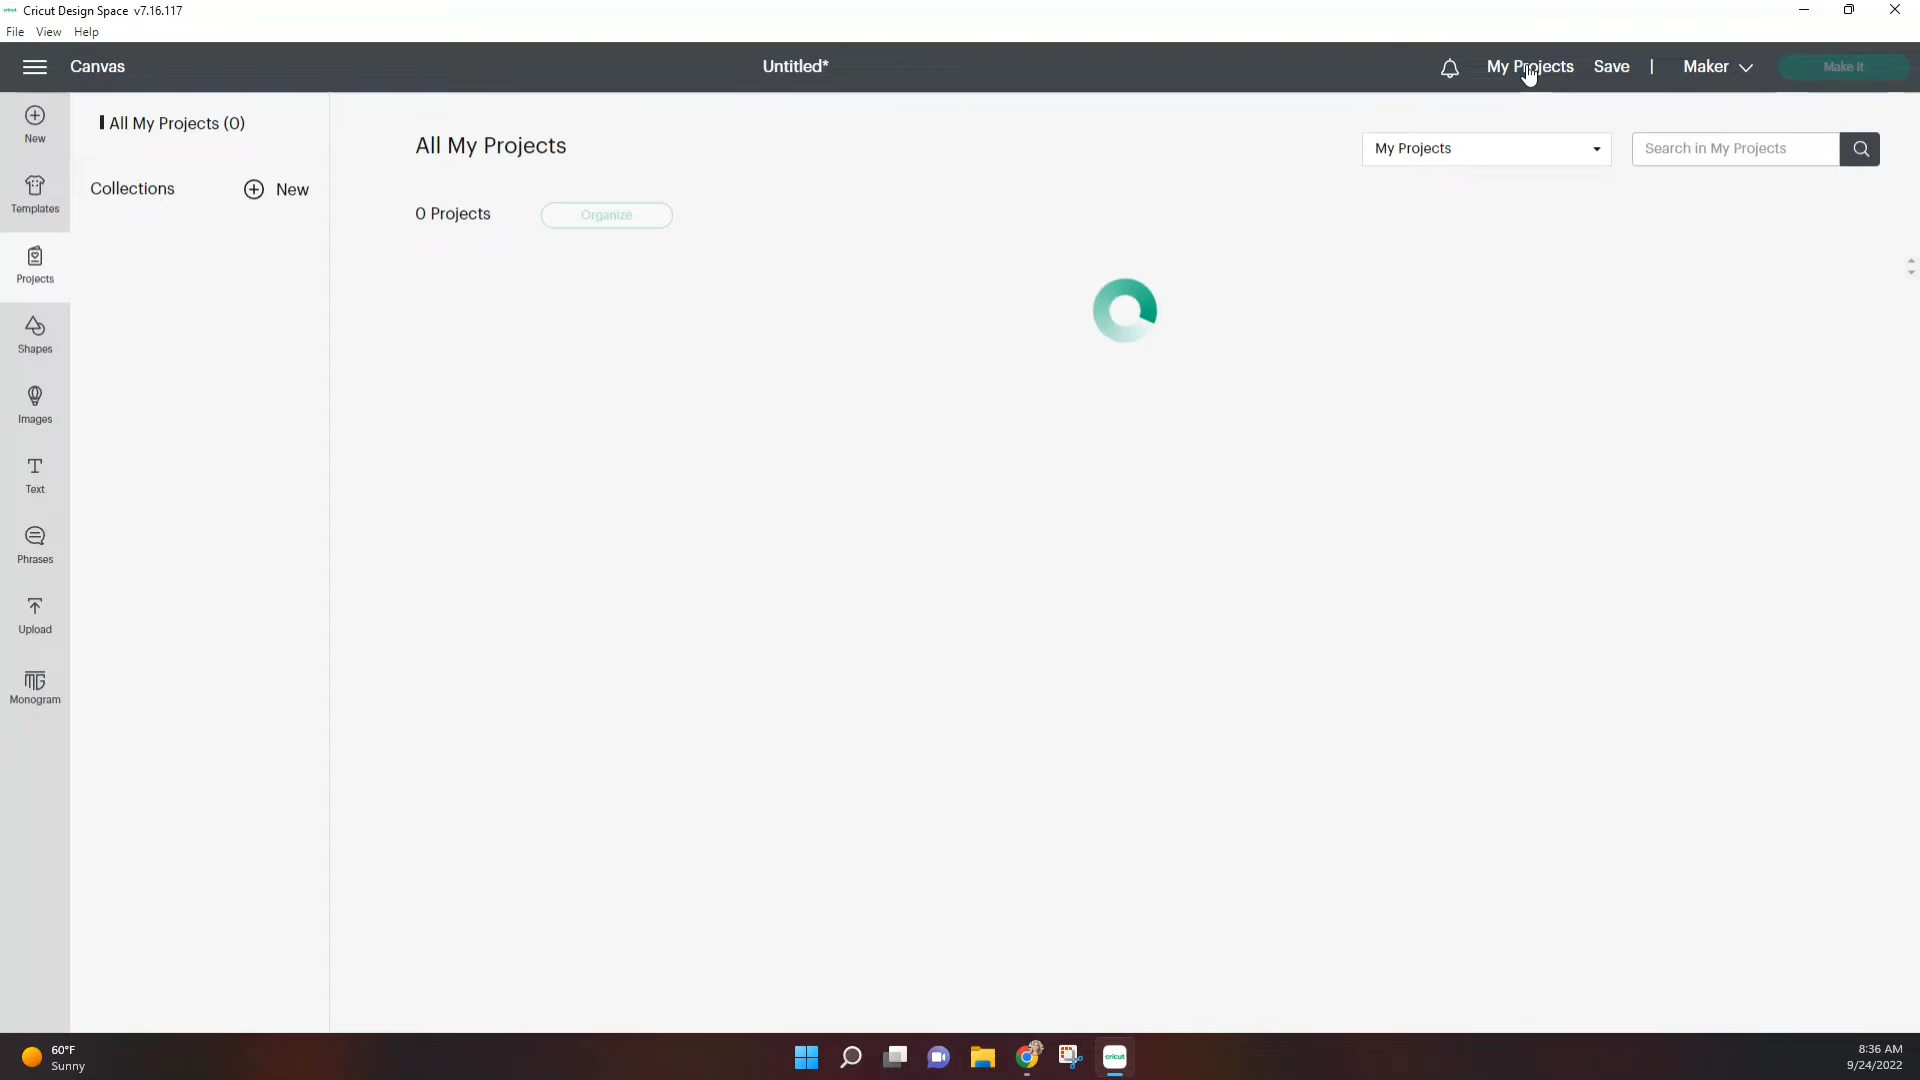 cricut Cricut Design Space v7.16.117
File View Help
Canvas Untitled* My Projects Save | Maker Make It
New
Templates
Projects
Shapes
Images
Text
Phrases
Upload
Monogram
All My Projects (0)
Collections New
All My Projects
My Projects Search in My Projects
0 Projects Organize
60°F
Sunny
cricut
8:36 AM
9/24/2022